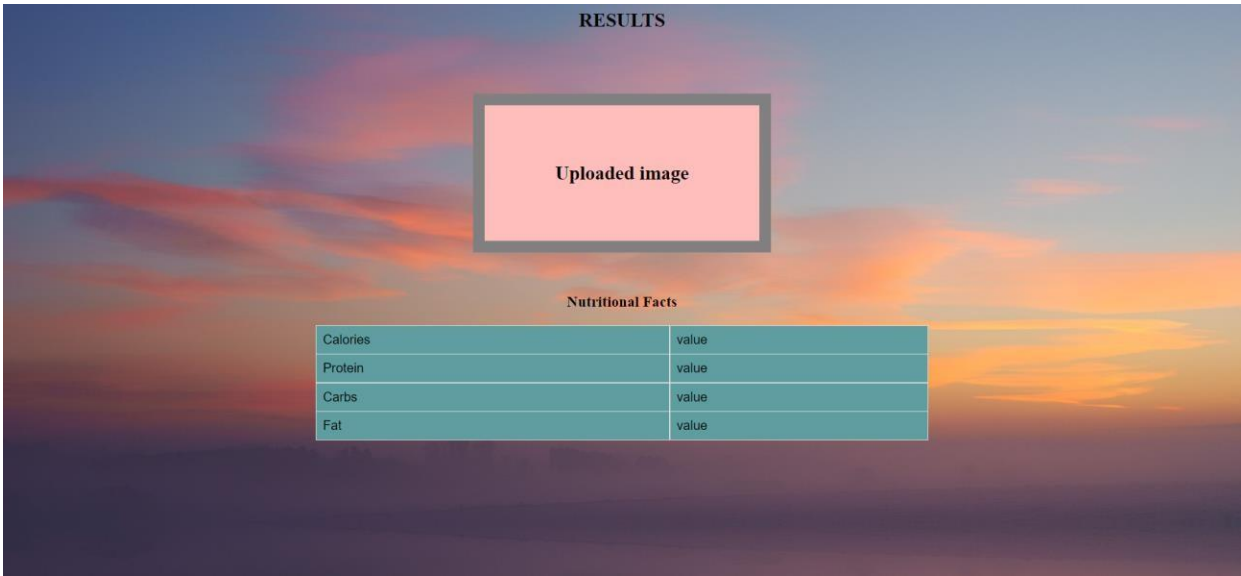 RESULTS
Uploaded image
Nutritional Facts
Calories value
Protein value
Carbs value
Fat value